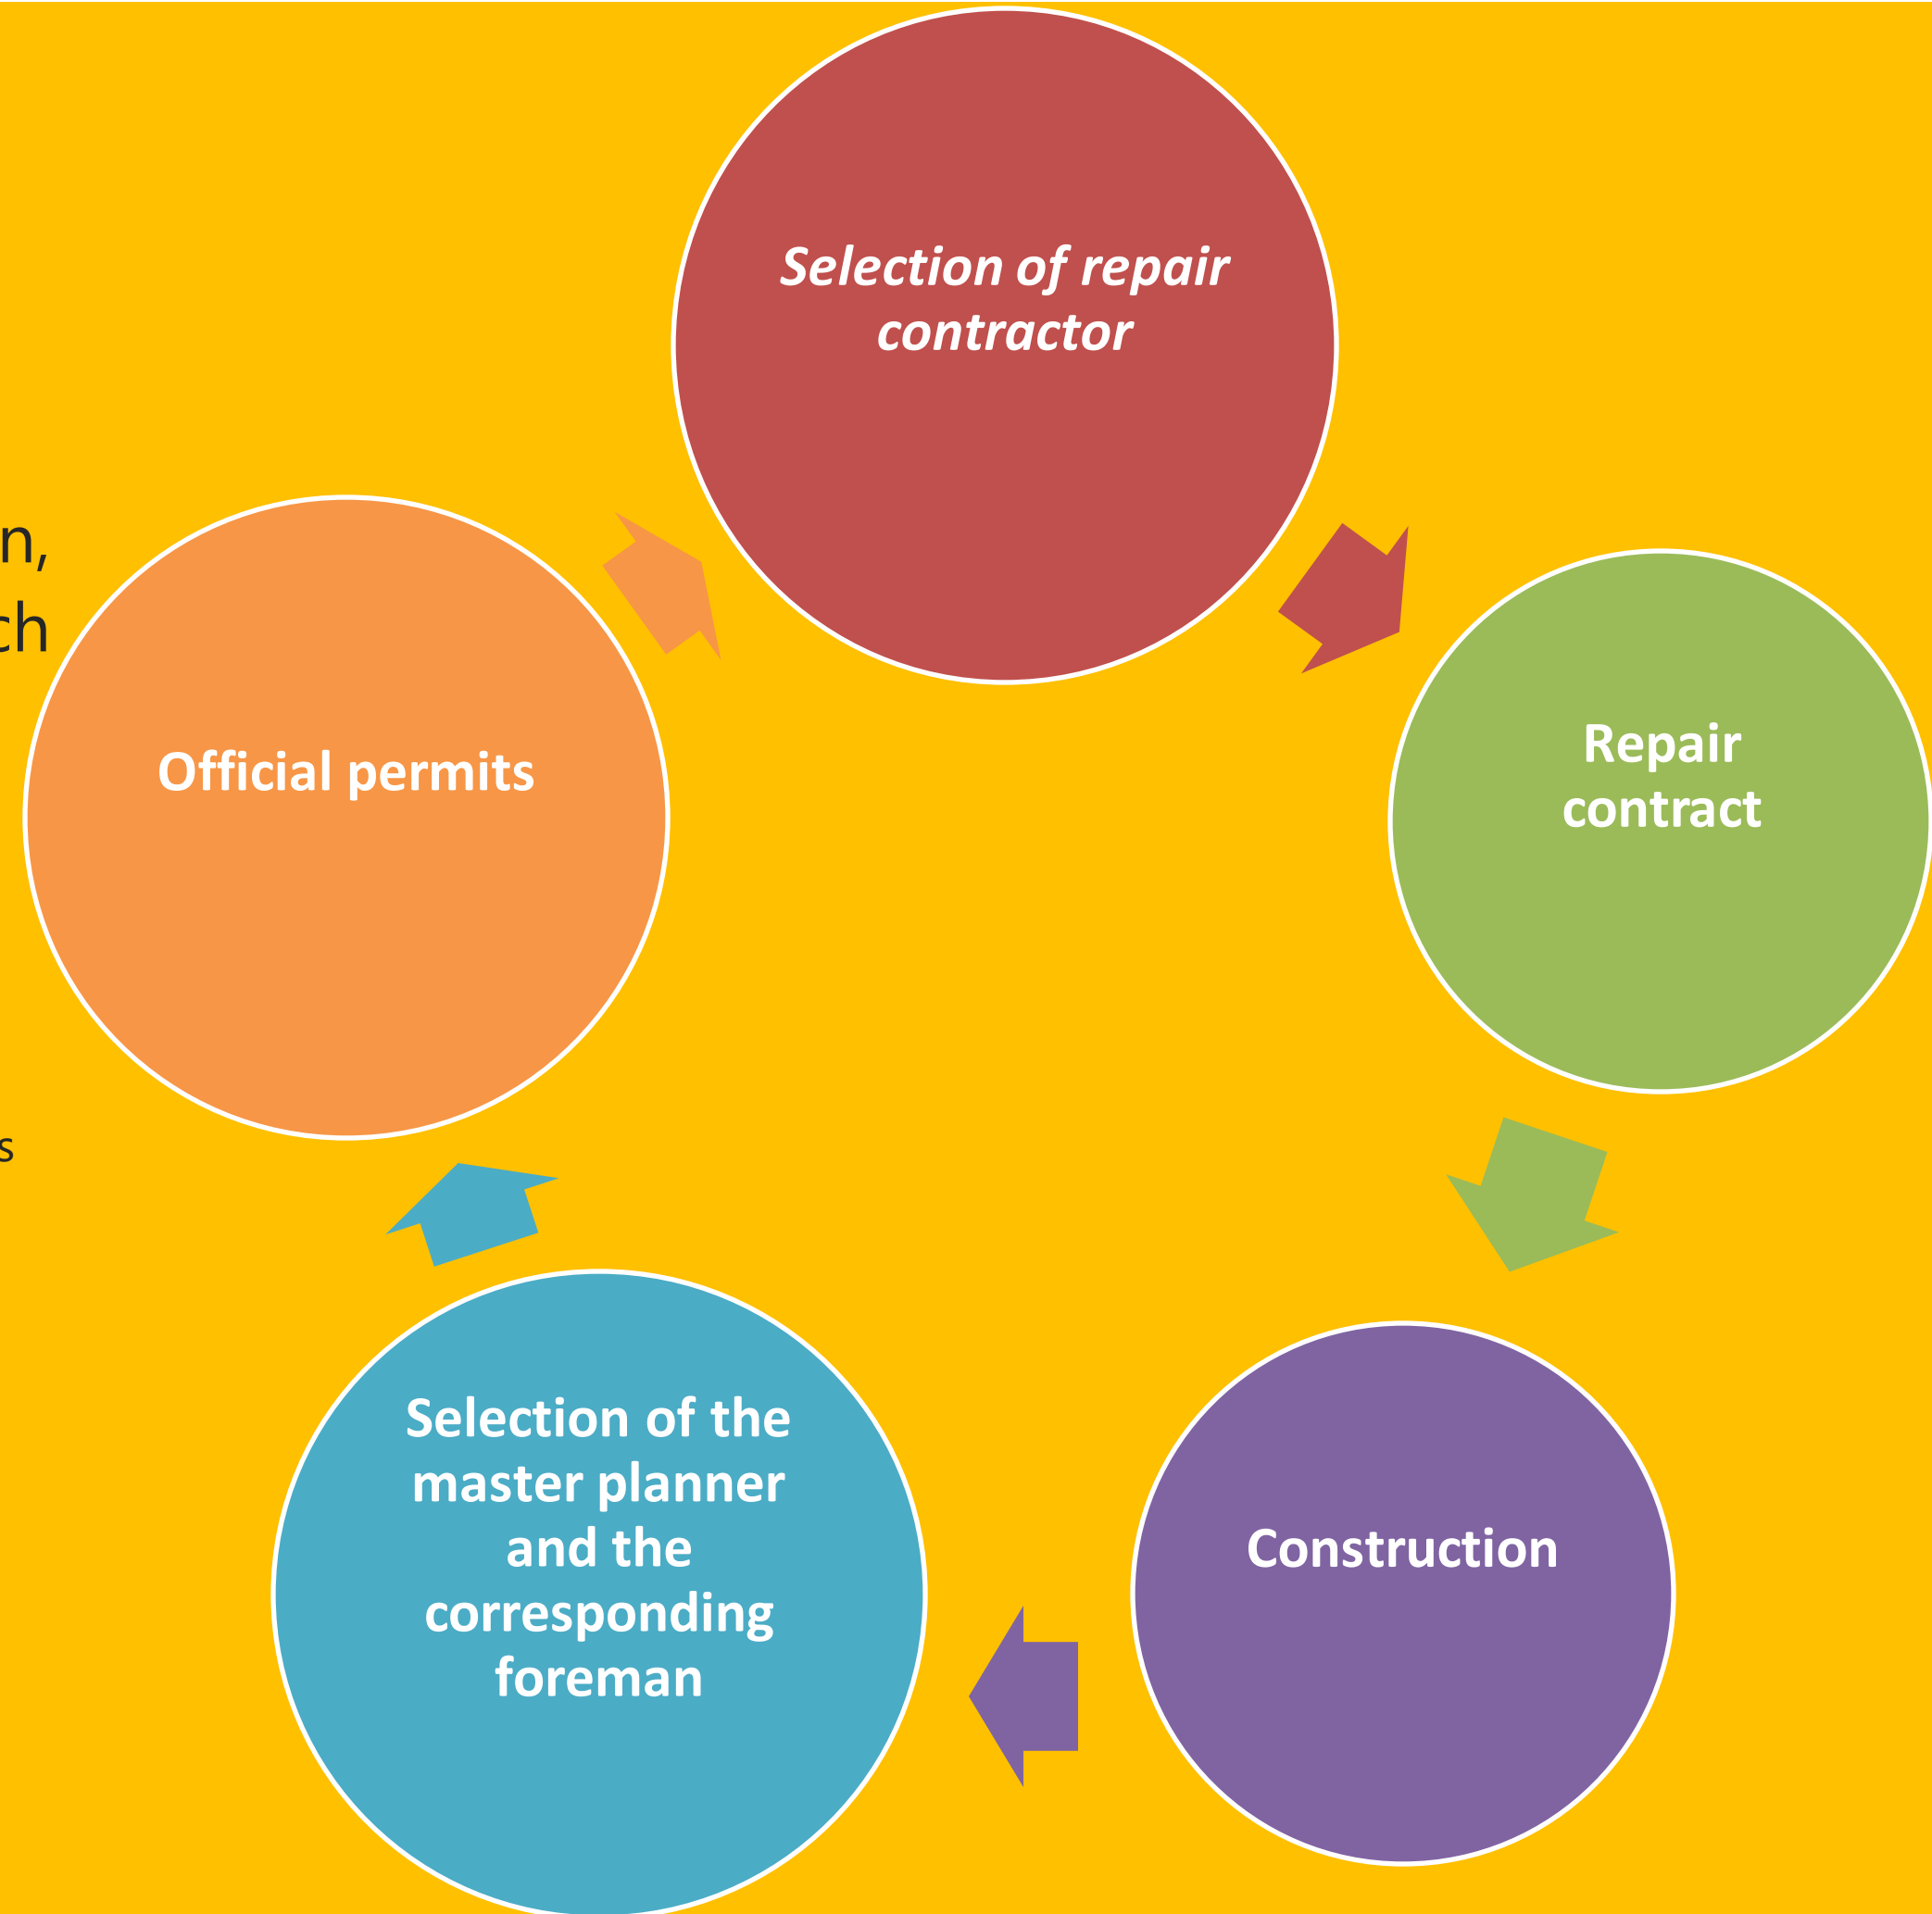 Selection of repair
contractor
Repair
contract
Construction
Selection of the
master planner
and the
corresponding
foreman
Official permits